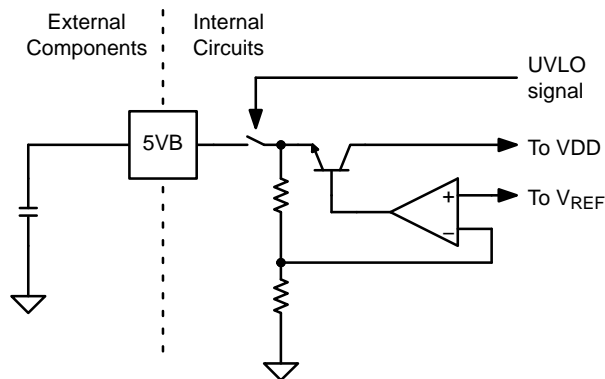 External
Components
Internal
Circuits
UVLO
signal
5VB
To VDD
To VREF
+
−